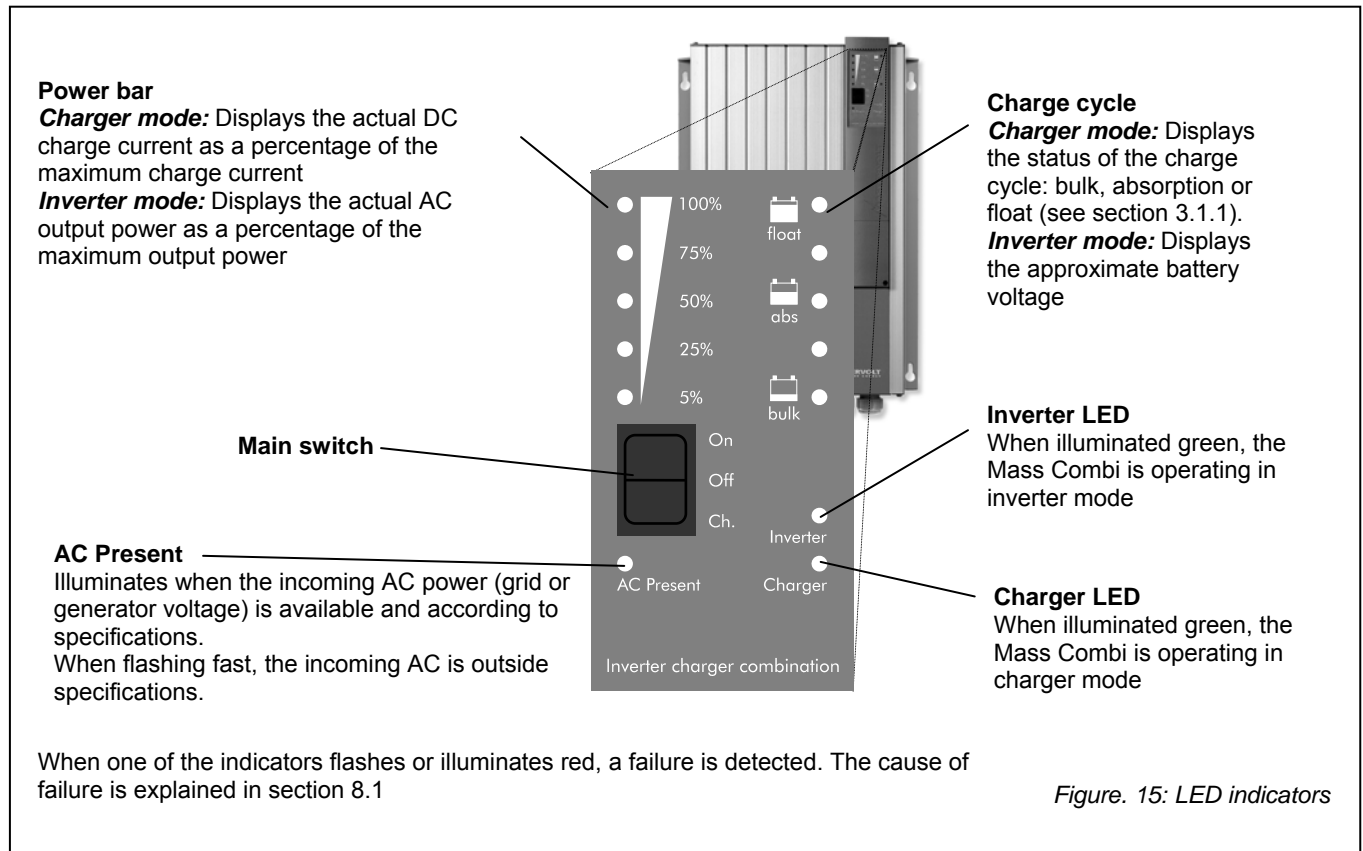 Power bar
Charger mode: Displays the actual DC
charge current as a percentage of the
maximum charge current
Inverter mode: Displays the actual AC
output power as a percentage of the
maximum output power
Main switch
AC Present
Illuminates when the incoming AC power (grid or
generator voltage) is available and according to
specifications.
When flashing fast, the incoming AC is outside
specifications.
100%
75%
50%
25%
5%
float
abs
bulk
On
Off
Ch.
Inverter
AC Present
Charger
Inverter charger combination
Charge cycle
Charger mode: Displays
the status of the charge
cycle: bulk, absorption or
float (see section 3.1.1).
Inverter mode: Displays
the approximate battery
voltage
Inverter LED
When illuminated green, the
Mass Combi is operating in
inverter mode
Charger LED
When illuminated green, the
Mass Combi is operating in
charger mode
When one of the indicators flashes or illuminates red, a failure is detected. The cause of
failure is explained in section 8.1
Figure. 15: LED indicators